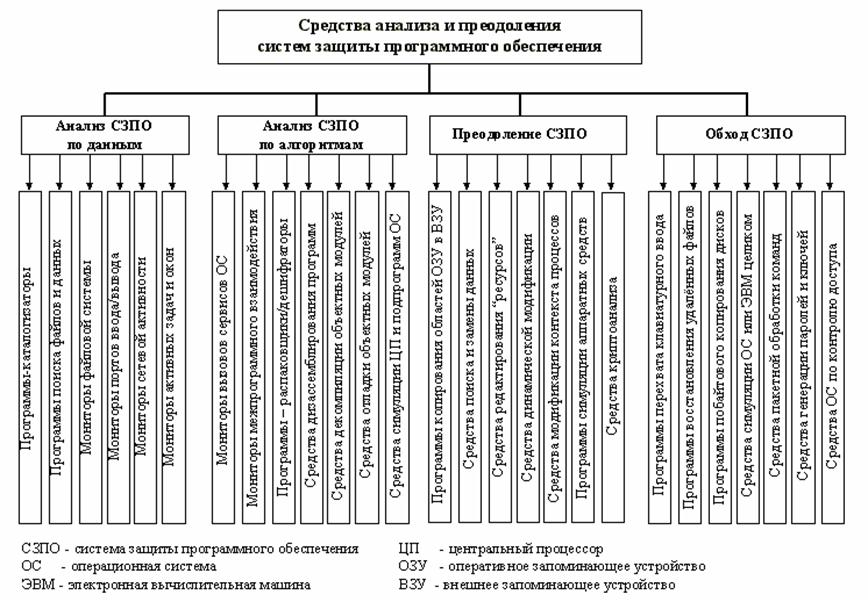 Средства анализа и преодоления
систем защиты программного обеспечения
Анализ СЗПО
по данным
Анализ СЗПО
по алгоритмам
Преодоление СЗПО
Обход СЗПО
Программы-каталогизаторы
Программы поиска файлов и данных
Мониторы файловой системы
Мониторы портов ввода/вывода
Мониторы сетевой активности
Мониторы активных задач и окон
Мониторы вызовов сервисов ОС
Мониторы межпрограммного взаимодействия
Программы – распаковщики/дешифраторы
Средства дизассемблирования программ
Средства декомпиляции объектных модулей
Средства отладки объектных модулей
Средства симуляции ЦП и подпрограмм ОС
Программы копирования областей ОЗУ в ВЗУ
Средства поиска и замены данных
Средства редактирования “ресурсов”
Средства динамической модификации
Средства модификации контекста процессов
Программы симуляции аппаратных средств
Средства криптоанализа
Программы перехвата клавиатурного ввода
Программы восстановления удалённых файлов
Программы побайтового копирования дисков
Средства симуляции ОС или ЭВМ целиком
Средства пакетной обработки команд
Средства генерации паролей и ключей
Средства ОС по контролю доступа
СЗПО - система защиты программного обеспечения
ОС - операционная система
ЭВМ - электронная вычислительная машина
ЦП - центральный процессор
ОЗУ - оперативное запоминающее устройство
ВЗУ - внешнее запоминающее устройство